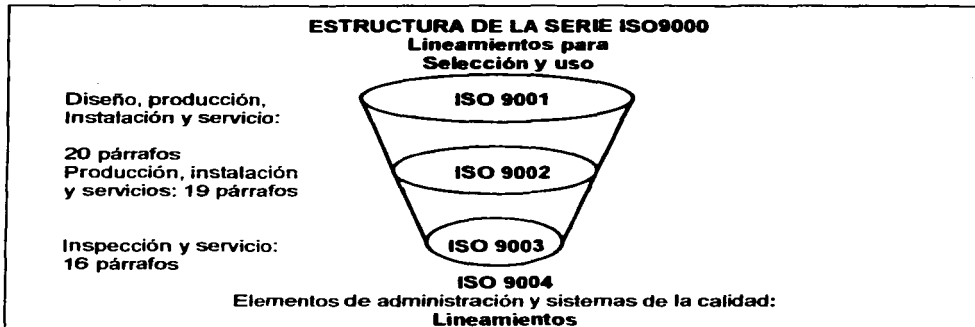 ESTRUCTURA DE LA SERIE ISO9000
Lineamientos para
Selección y uso
Diseño, producción,
Instalación y servicio:
ISO 9001
20 párrafos
Producción, instalación
y servicios: 19 párrafos
ISO 9002
Inspección y servicio:
16 párrafos
ISO 9003
ISO 9004
Elementos de administración y sistemas de la calidad:
Lineamientos